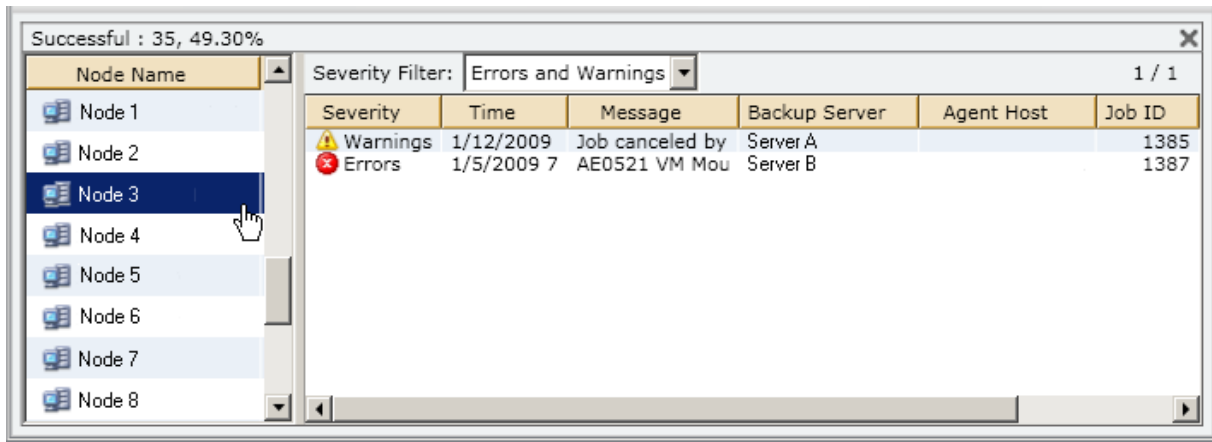 Successful : 35, 49.30%
Node Name
Node 1
Node 2
Node 3
Node 4
Node 5
Node 6
Node 7
Node 8
Severity Filter: Errors and Warnings 1 / 1
Severity Time Message Backup Server Agent Host Job ID
Warnings 1/12/2009 Job canceled by Server A 1385
Errors 1/5/2009 7 AE0521 VM Mou Server B 1387